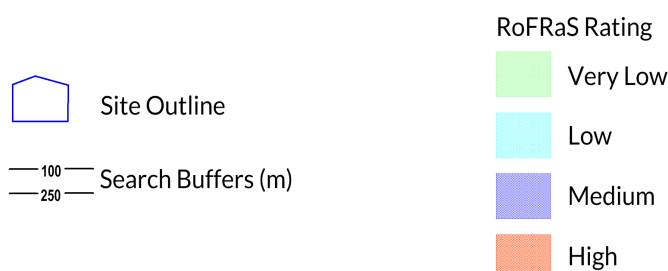 RoFRaS Rating
Very Low
Site Outline
Low
100
Search Buffers (m)
250
Medium
High